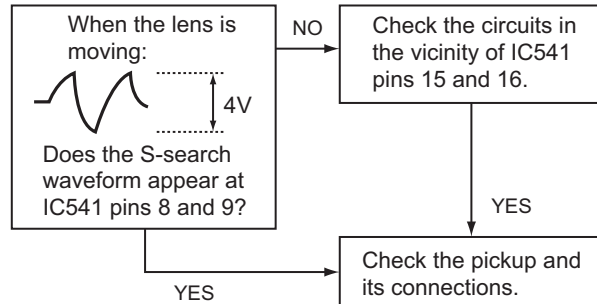 When the lens is
moving:
4V
Does the S-search
waveform appear at
IC541 pins 8 and 9?
NO
Check the circuits in
the vicinity of IC541
pins 15 and 16.
YES
YES
Check the pickup and
its connections.